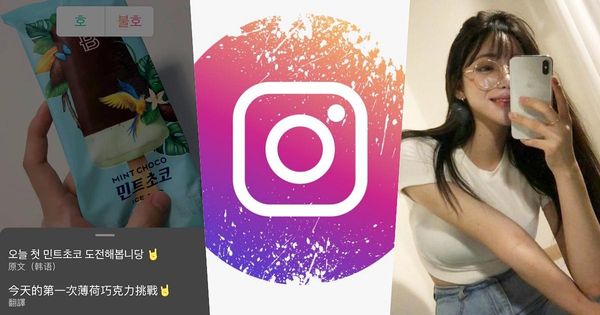 호 불호
B
MINT CHOCO
민트초코
ICE
오늘 첫 민트초코 도전해봅니당 🤘
原文（韩语）
今天的第一次薄荷巧克力挑戰🤘
翻譯